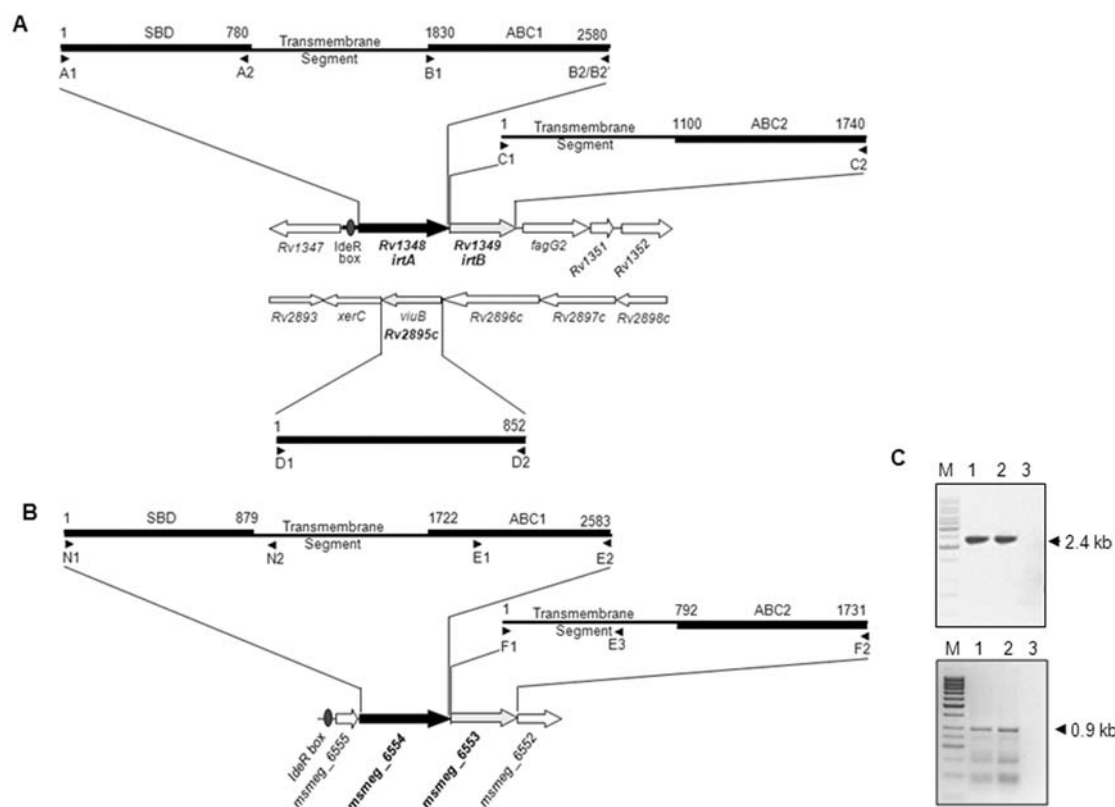 A
1 SBD 780 Transmembrane Segment 1830 ABC1 2580
A1 A2 B1 B2/B2'
1 Transmembrane Segment 1100 ABC2 1740
C1 C2
Rv1347 IdeR box Rv1348 irtA Rv1349 irtB fagG2 Rv1351 Rv1352
Rv2893 xerC viuB Rv2895c Rv2896c Rv2897c Rv2898c
1 852
D1 D2
B
1 SBD 879 Transmembrane Segment 1722 ABC1 2583
N1 N2 E1 E2
1 Transmembrane Segment 792 ABC2 1731
F1 E3 F2
IdeR box msmeg_6555 msmeg_6554 msmeg_6553 msmeg_6552
C
M 1 2 3
2.4 kb
M 1 2 3
0.9 kb